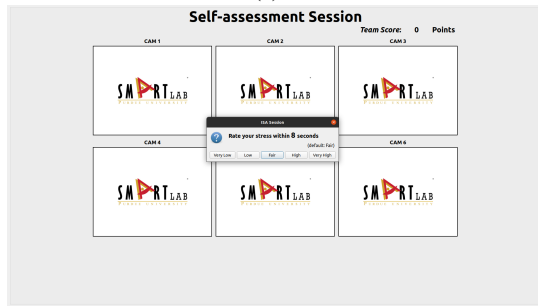 Self-assessment Session
Team Score: 0 Points
CAM 1 CAM 2 CAM 3
SMARTLAB SMARTLAB SMARTLAB
ISA Session
Rate your stress within 8 seconds
(default: Fair)
Very Low Low Fair High Very High
CAM 4 CAM 6
SMARTLAB SMARTLAB SMARTLAB